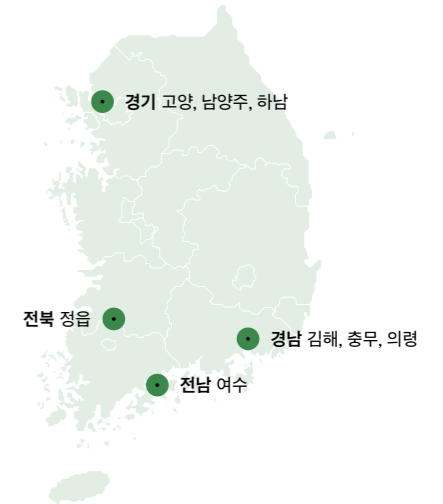 경기 고양, 남양주, 하남
전북 정읍
경남 김해, 충무, 의령
전남 여수